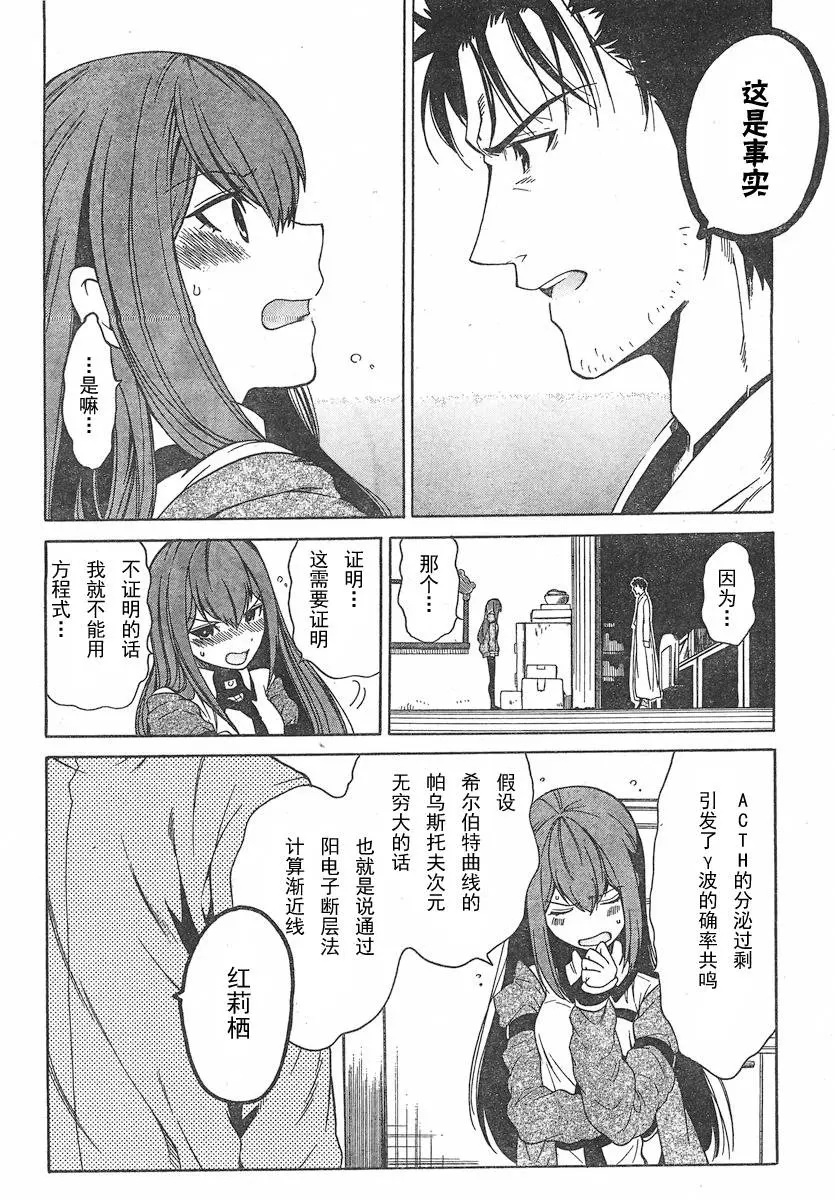 这是事实
…是嘛…
因为…
那个…
证明
这需要证明
不证明的话
我就不能用
方程式…
ACTH的分泌过剩
引发了γ波的确率共鸣
假设
希尔伯特曲线的
帕乌斯托夫次元
无穷大的话
也就是说通过
阳电子断层法
计算渐近线
红莉栖